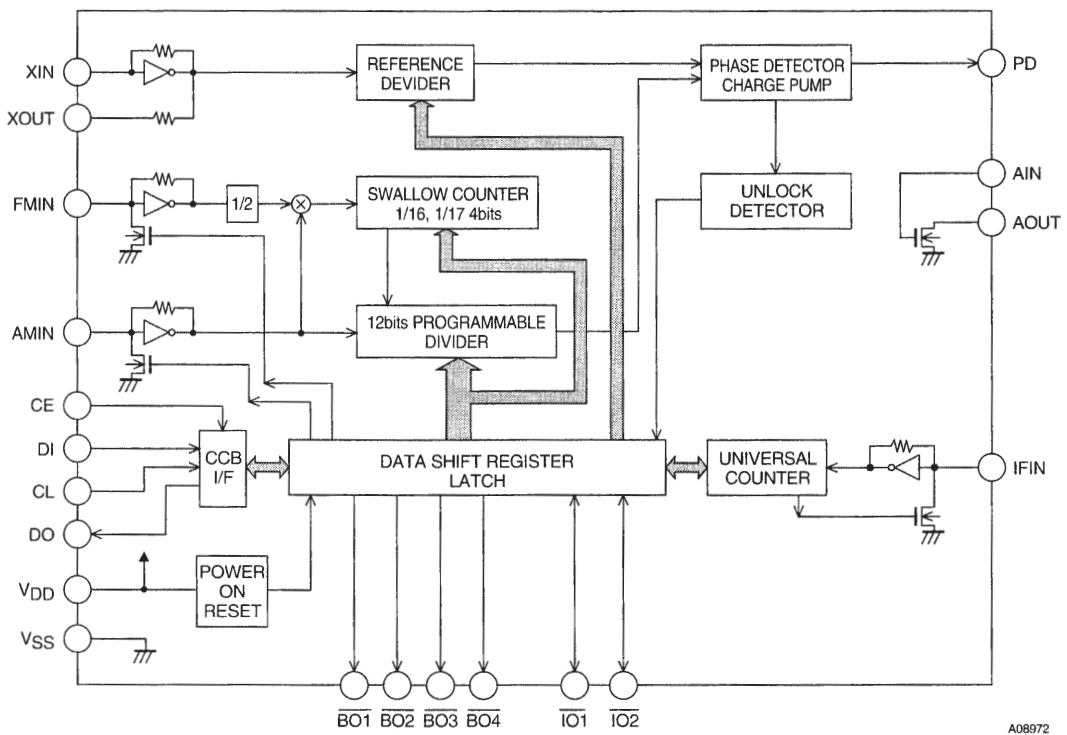 XIN
REFERENCE
DEVIDER
PHASE DETECTOR
CHARGE PUMP
PD
XOUT
FMIN
1/2
SWALLOW COUNTER
1/16, 1/17 4bits
UNLOCK
DETECTOR
AIN
AOUT
AMIN
12bits PROGRAMMABLE
DIVIDER
CE
DI
CL
DO
CCB
I/F
DATA SHIFT REGISTER
LATCH
UNIVERSAL
COUNTER
IFIN
VDD
POWER
ON
RESET
VSS
BO1 BO2 BO3 BO4 IO1 IO2
A08972